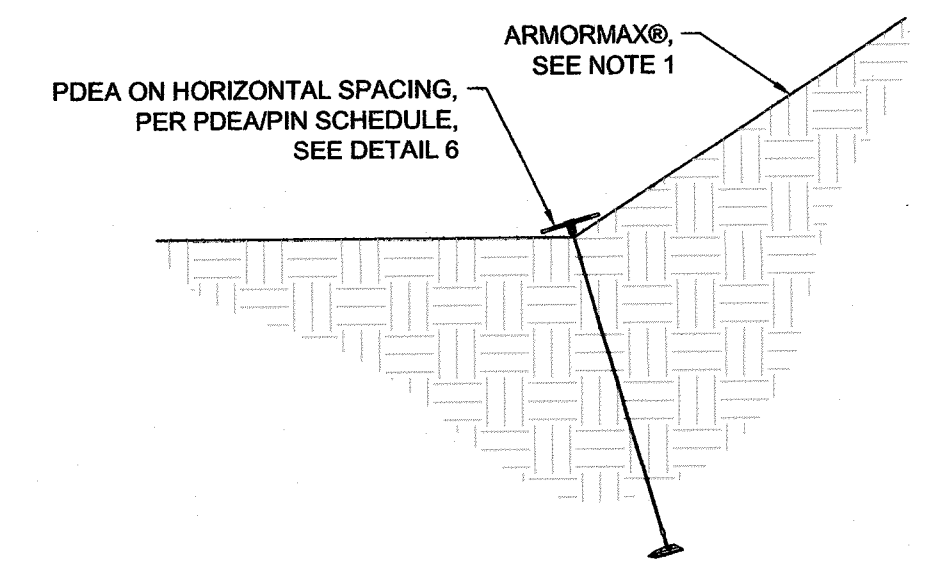 ARMORMAX®,
SEE NOTE 1
PDEA ON HORIZONTAL SPACING,
PER PDEA/PIN SCHEDULE,
SEE DETAIL 6